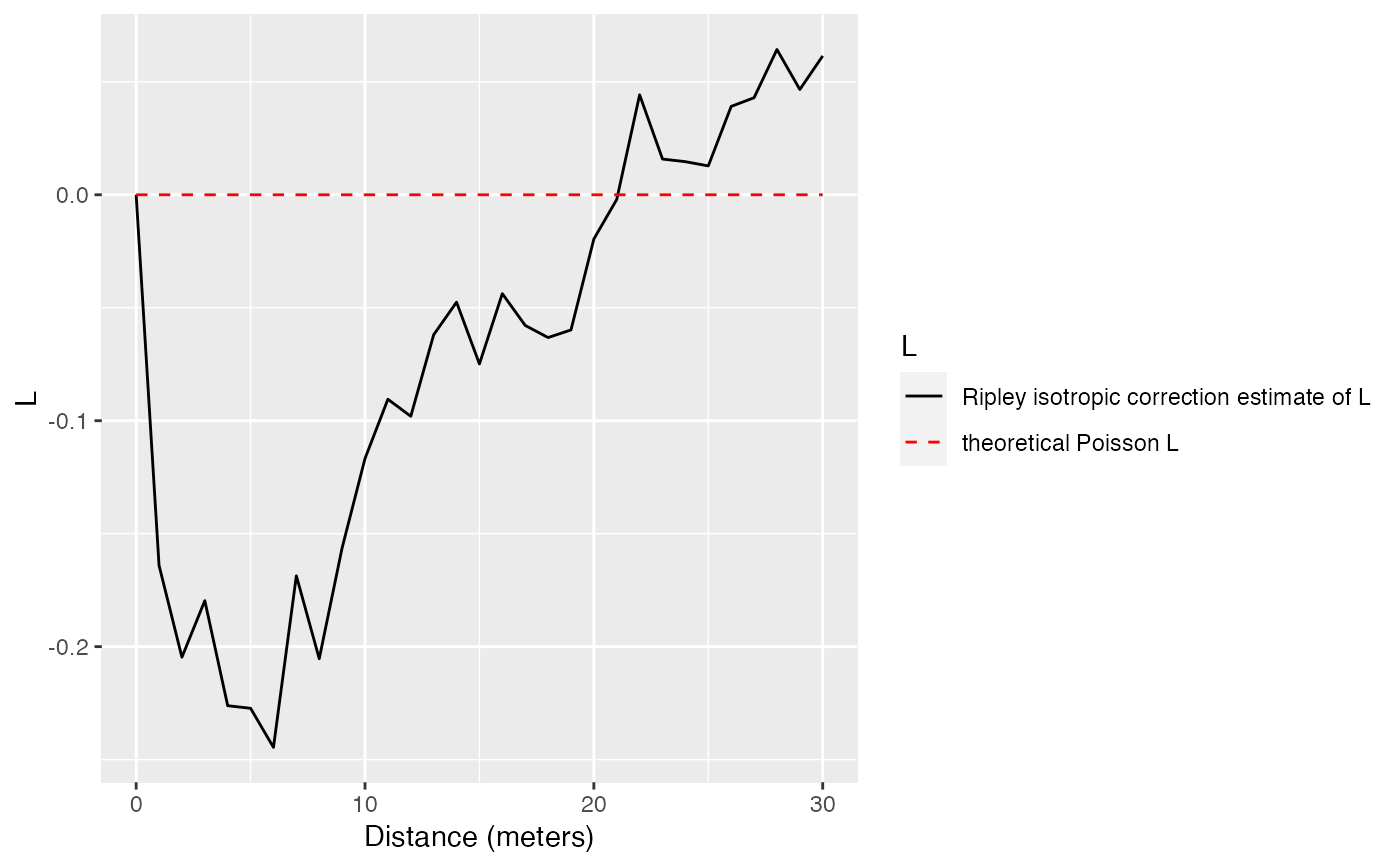 0.0
-0.1
-0.2
L
0 10 20 30
Distance (meters)
L
Ripley isotropic correction estimate of L
theoretical Poisson L